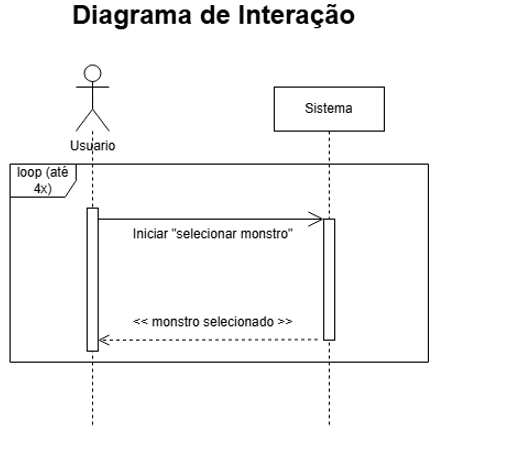 Diagrama de Interação
Sistema
Usuario
loop (até
4x)
Iniciar "selecionar monstro"
<< monstro selecionado >>